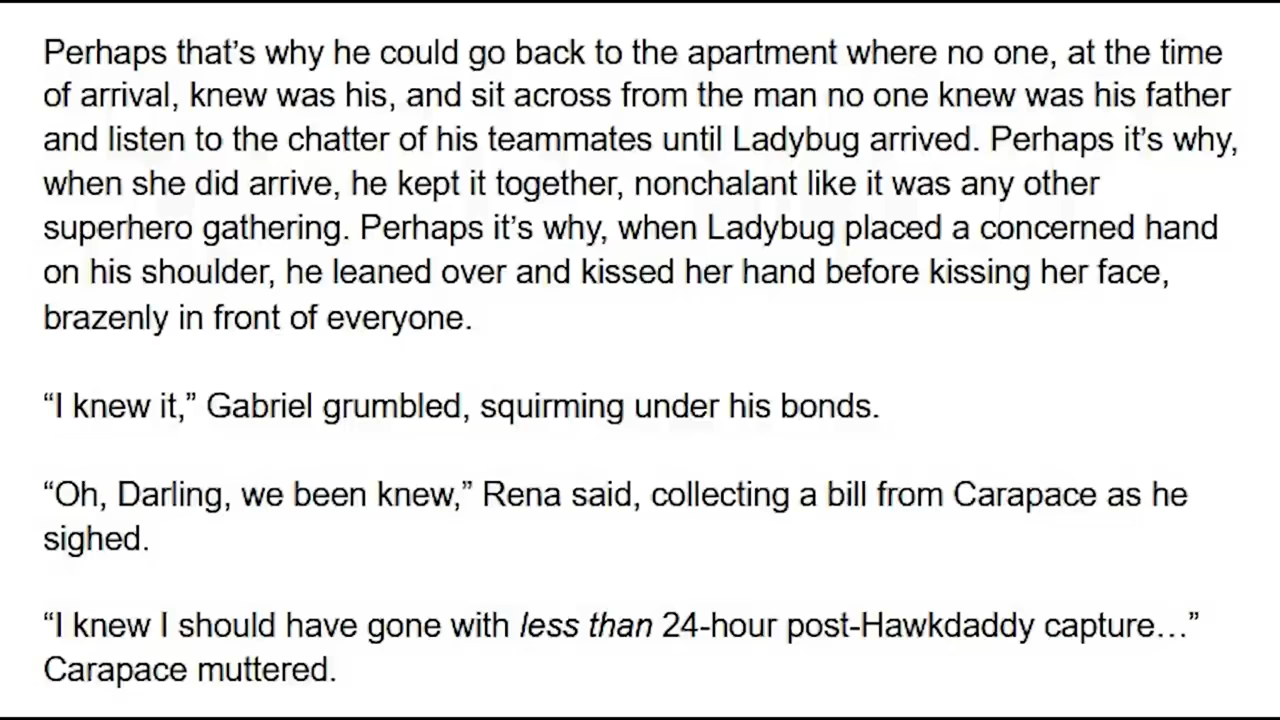 Perhaps that’s why he could go back to the apartment where no one, at the time
of arrival, knew was his, and sit across from the man no one knew was his father
and listen to the chatter of his teammates until Ladybug arrived. Perhaps it’s why,
when she did arrive, he kept it together, nonchalant like it was any other
superhero gathering. Perhaps it’s why, when Ladybug placed a concerned hand
on his shoulder, he leaned over and kissed her hand before kissing her face,
brazenly in front of everyone.
“I knew it,” Gabriel grumbled, squirming under his bonds.
“Oh, Darling, we been knew,” Rena said, collecting a bill from Carapace as he
sighed.
“I knew I should have gone with less than 24-hour post-Hawkdaddy capture…”
Carapace muttered.